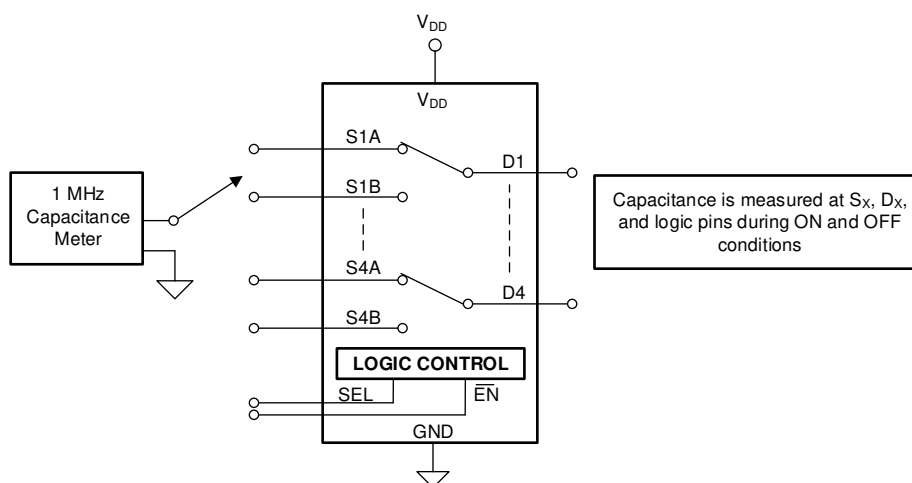 V_DD
V_DD
S1A
D1
S1B
1 MHz
Capacitance
Meter
Capacitance is measured at S_X, D_X,
and logic pins during ON and OFF
conditions
S4A
D4
S4B
LOGIC CONTROL
SEL
E̅N̅
GND